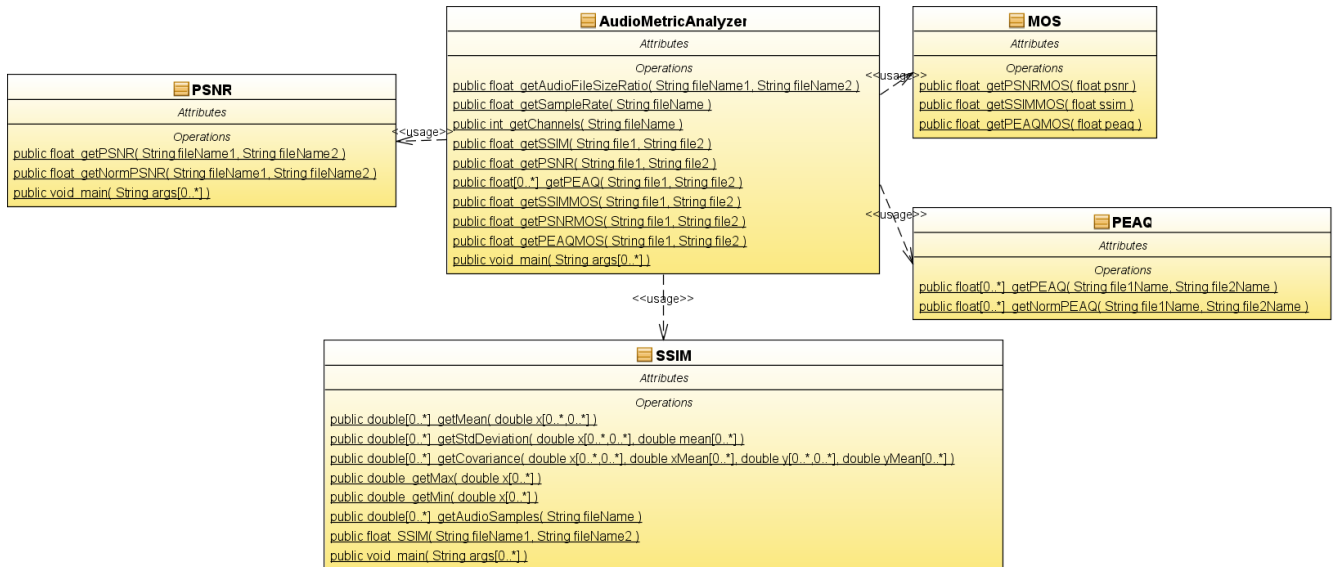 AudioMetricAnalyzer
Attributes
Operations
public float getAudioFileSizeRatio( String fileName1, String fileName2 )
public float getSampleRate( String fileName )
public int getChannels( String fileName )
public float getSSIM( String file1, String file2 )
public float getPSNR( String file1, String file2 )
public float[0..*] getPEAQ( String file1, String file2 )
public float getSSIMMOS( String file1, String file2 )
public float getPSNRMOS( String file1, String file2 )
public float getPEAQMOS( String file1, String file2 )
public void main( String args[0..*] )
MOS
Attributes
Operations
public float getPSNRMOS( float psnr )
public float getSSIMMOS( float ssim )
public float getPEAQMOS( float peaq )
<<usage>>
PSNR
Attributes
Operations
public float getPSNR( String fileName1, String fileName2 )
public float getNormPSNR( String fileName1, String fileName2 )
public void main( String args[0..*] )
<<usage>>
<<usage>>
PEAQ
Attributes
Operations
public float[0..*] getPEAQ( String file1Name, String file2Name )
public float[0..*] getNormPEAQ( String file1Name, String file2Name )
<<usage>>
SSIM
Attributes
Operations
public double[0..*] getMean( double x[0..*,0..*] )
public double[0..*] getStdDeviation( double x[0..*,0..*], double mean[0..*] )
public double[0..*] getCovariance( double x[0..*,0..*], double xMean[0..*], double y[0..*,0..*], double yMean[0..*] )
public double getMax( double x[0..*] )
public double getMin( double x[0..*] )
public double[0..*] getAudioSamples( String fileName )
public float SSIM( String fileName1, String fileName2 )
public void main( String args[0..*] )